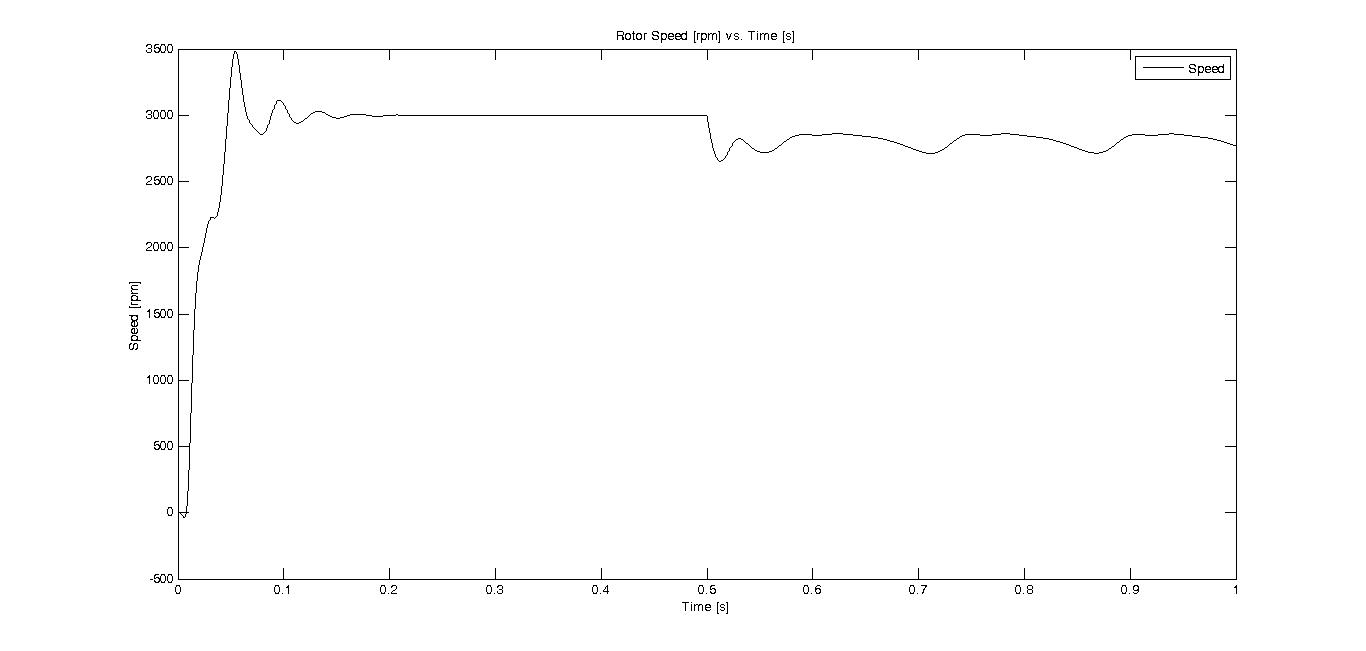 Rotor Speed [rpm] vs. Time [s]
3500
Speed
3000
2500
2000
1500
Speed [rpm]
1000
500
0
-500
0 0.1 0.2 0.3 0.4 0.5 0.6 0.7 0.8 0.9 1
Time [s]